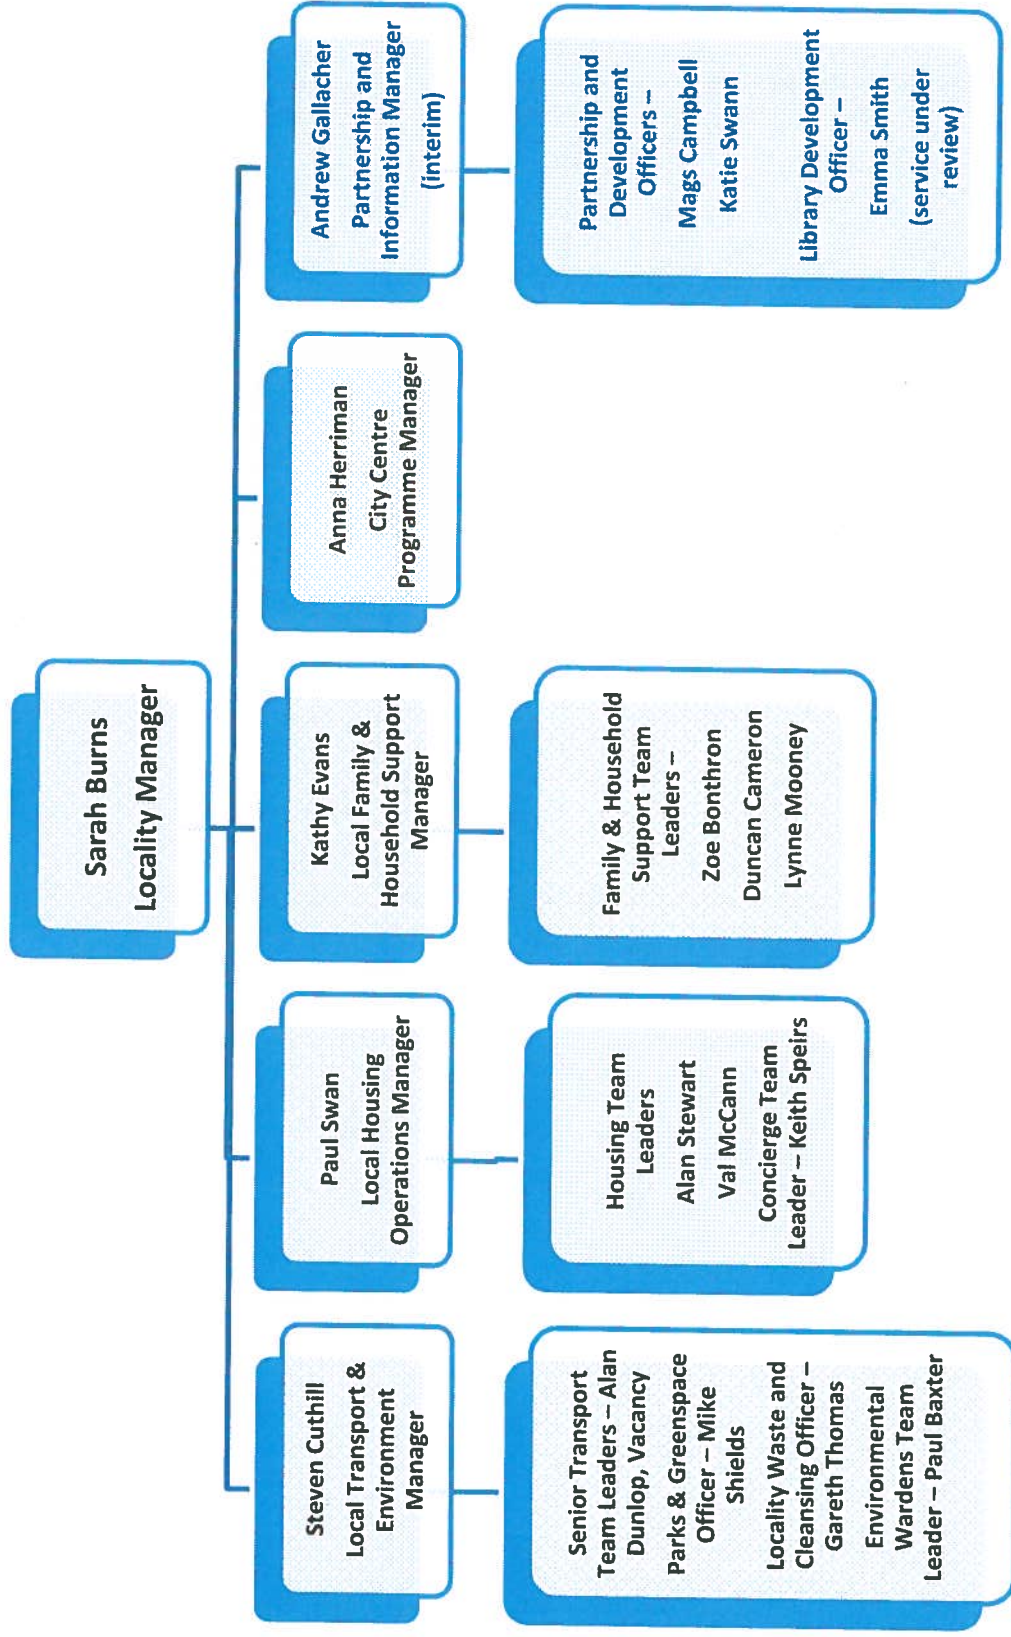 Sarah Burns
Locality Manager
Steven Cuthill
Local Transport &
Environment
Manager
Senior Transport
Team Leaders – Alan
Dunlop, Vacancy
Parks & Greenspace
Officer – Mike
Shields
Locality Waste and
Cleansing Officer –
Gareth Thomas
Environmental
Wardens Team
Leader – Paul Baxter
Paul Swan
Local Housing
Operations Manager
Housing Team
Leaders
Alan Stewart
Val McCann
Concierge Team
Leader – Keith Speirs
Kathy Evans
Local Family &
Household Support
Manager
Family & Household
Support Team
Leaders –
Zoe Bonthron
Duncan Cameron
Lynne Mooney
Anna Herriman
City Centre
Programme Manager
Andrew Gallacher
Partnership and
Information Manager
(interim)
Partnership and
Development
Officers –
Mags Campbell
Katie Swann
Library Development
Officer –
Emma Smith
(service under
review)